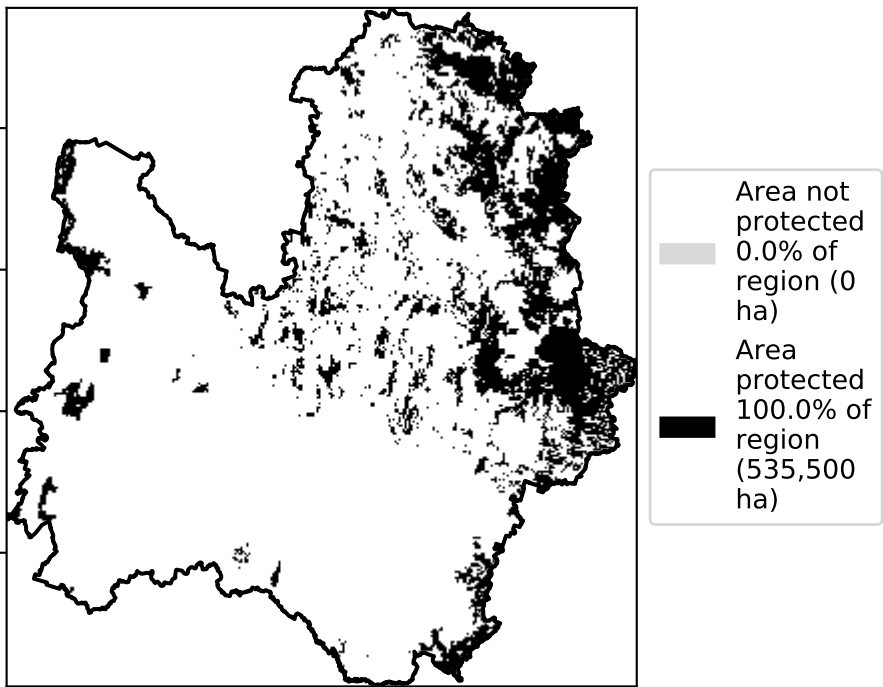 Area not
protected
0.0% of
region (0
ha)
Area
protected
100.0% of
region
(535,500
ha)